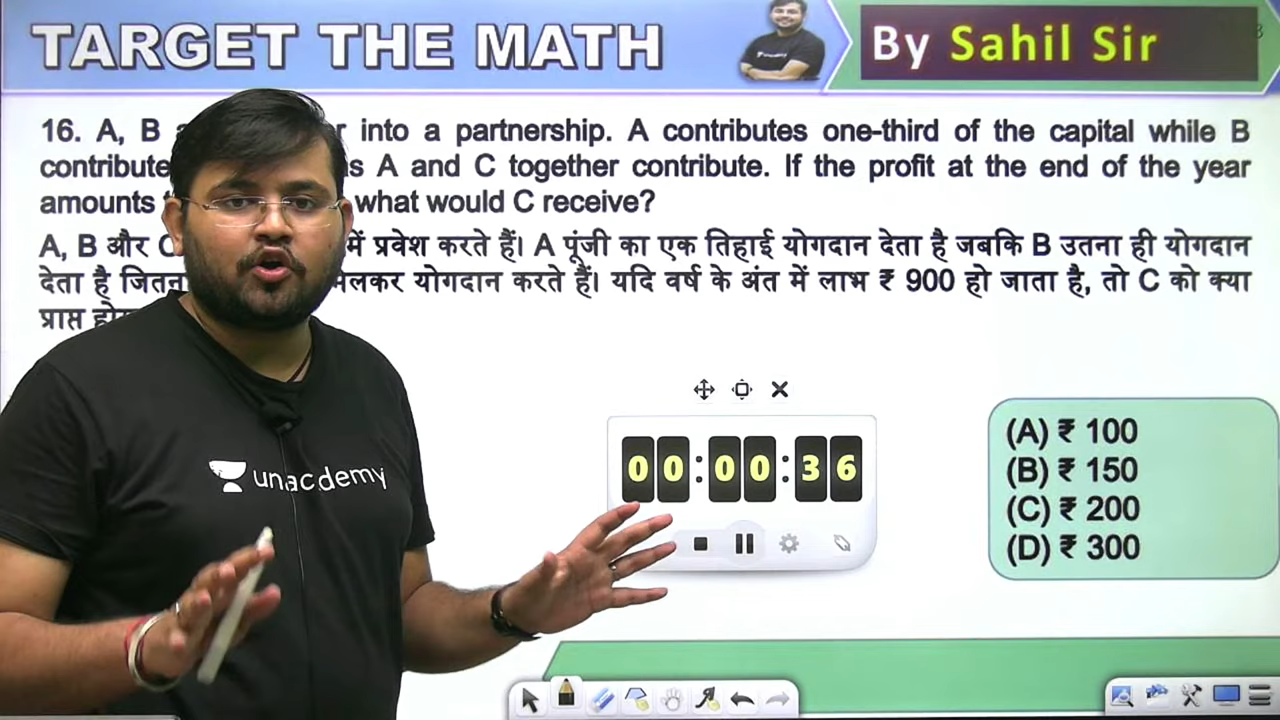 TARGET THE MATH
By Sahil Sir
16. A, B r into a partnership. A contributes one-third of the capital while B
contribute s A and C together contribute. If the profit at the end of the year
amounts what would C receive?
A, B और C में प्रवेश करते हैं। A पूंजी का एक तिहाई योगदान देता है जबकि B उतना ही योगदान
देता है जितन मिलकर योगदान करते हैं। यदि वर्ष के अंत में लाभ ₹ 900 हो जाता है, तो C को क्या
प्राप्त
00:00:36
(A) ₹ 100
(B) ₹ 150
(C) ₹ 200
(D) ₹ 300
unacdemy